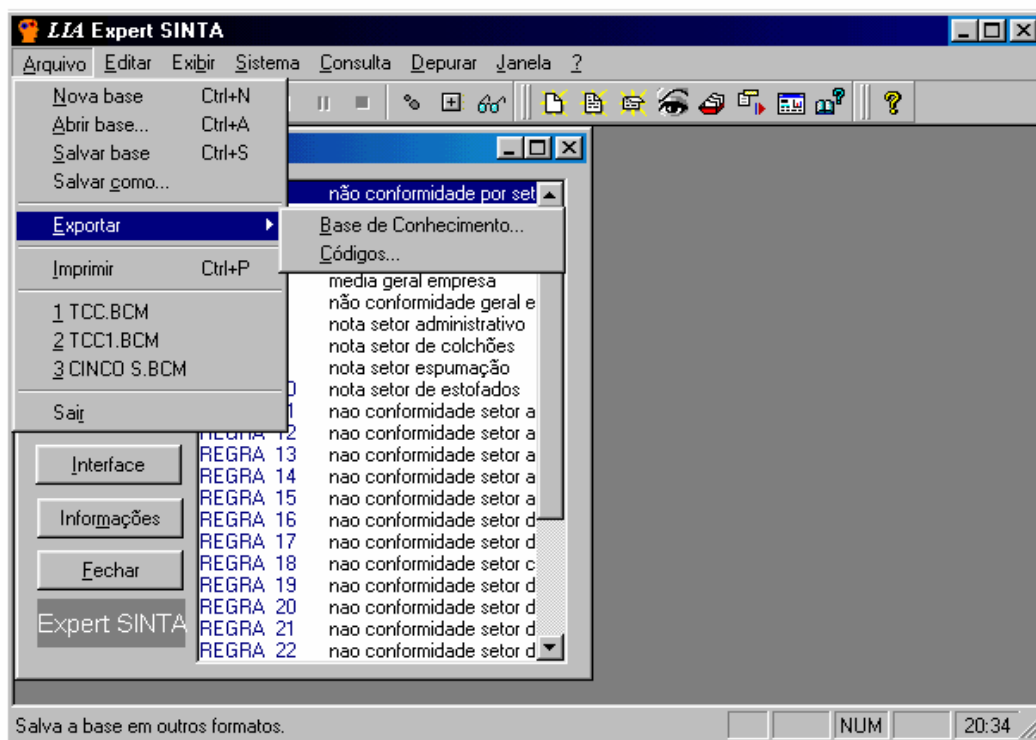 LIA Expert SINTA
Arquivo Editar Exibir Sistema Consulta Depurar Janela ?
Nova base Ctrl+N
Abrir base... Ctrl+A
Salvar base Ctrl+S
Salvar como...
Exportar
Imprimir Ctrl+P
1 TCC.BCM
2 TCC1.BCM
3 CINCO S.BCM
Sair
Base de Conhecimento...
Códigos...
não conformidade por set
media geral empresa
não conformidade geral e
nota setor administrativo
nota setor de colchões
nota setor espumação
0 nota setor de estofados
1 nao conformidade setor a
REGRA 12 nao conformidade setor a
REGRA 13 nao conformidade setor a
REGRA 14 nao conformidade setor a
REGRA 15 nao conformidade setor a
REGRA 16 nao conformidade setor d
REGRA 17 nao conformidade setor d
REGRA 18 nao conformidade setor c
REGRA 19 nao conformidade setor d
REGRA 20 nao conformidade setor d
REGRA 21 nao conformidade setor d
REGRA 22 nao conformidade setor d
Interface
Informações
Fechar
Expert SINTA
Salva a base em outros formatos.
NUM
20:34